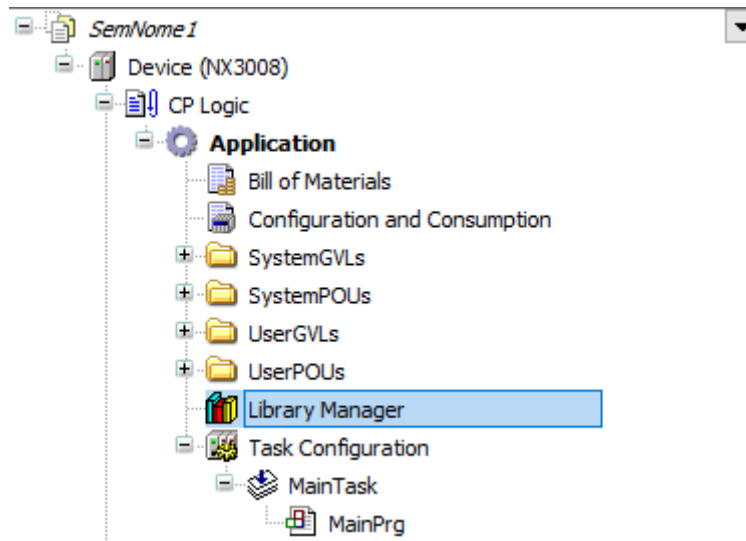 SemNome1
Device (NX3008)
CP Logic
Application
Bill of Materials
Configuration and Consumption
SystemGVLs
SystemPOUs
UserGVLs
UserPOUs
Library Manager
Task Configuration
MainTask
MainPrg